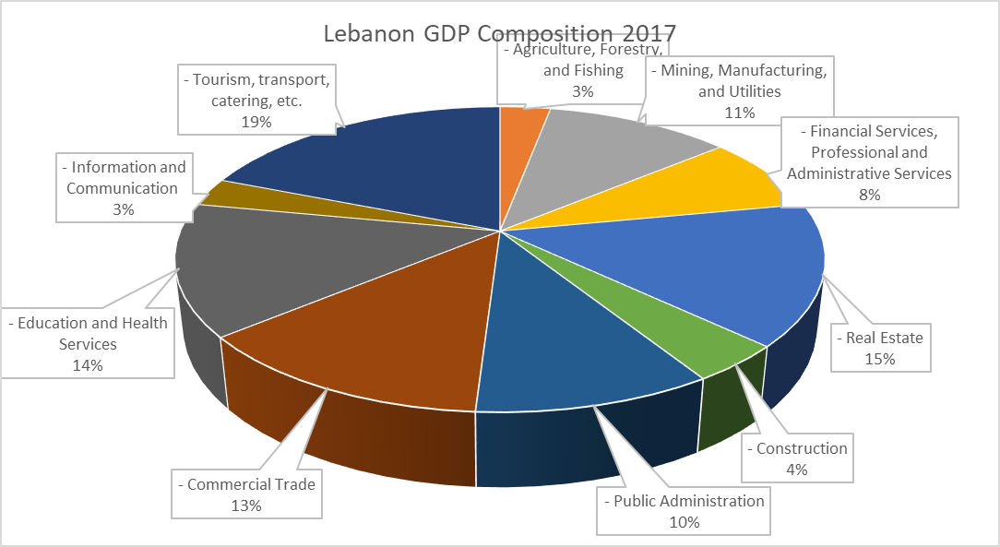 Lebanon GDP Composition 2017
- Agriculture, Forestry,
and Fishing
3%
- Mining, Manufacturing,
and Utilities
11%
- Financial Services,
Professional and
Administrative Services
8%
- Real Estate
15%
- Construction
4%
- Public Administration
10%
- Commercial Trade
13%
- Education and Health
Services
14%
- Information and
Communication
3%
- Tourism, transport,
catering, etc.
19%